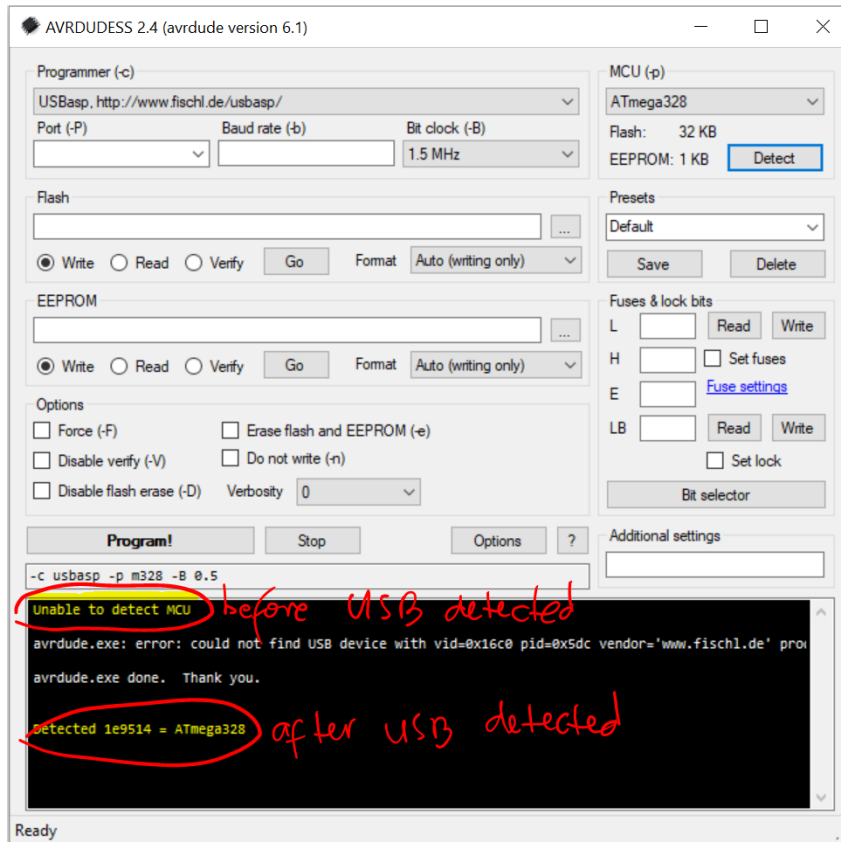 AVRDUDESS 2.4 (avrdude version 6.1)
Programmer (-c)
USBasp, http://www.fischl.de/usbasp/
Port (-P) Baud rate (-b) Bit clock (-B)
1.5 MHz
MCU (-p)
ATmega328
Flash: 32 KB
EEPROM: 1 KB Detect
Flash
...
Write Read Verify Go Format Auto (writing only)
Presets
Default
Save Delete
EEPROM
...
Write Read Verify Go Format Auto (writing only)
Fuses & lock bits
L Read Write
H Set fuses
E Fuse settings
LB Read Write
Set lock
Bit selector
Options
Force (-F) Erase flash and EEPROM (-e)
Disable verify (-V) Do not write (-n)
Disable flash erase (-D) Verbosity 0
Program! Stop Options ?
Additional settings
-c usbasp -p m328 -B 0.5
Unable to detect MCU before USB detected
avrdude.exe: error: could not find USB device with vid=0x16c0 pid=0x5dc vendor='www.fischl.de' pro
avrdude.exe done. Thank you.
Detected 1e9514 = ATmega328 after USB detected
Ready